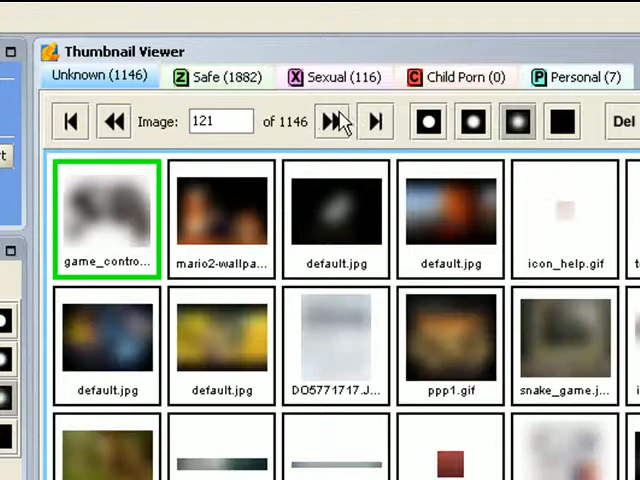 Thumbnail Viewer
Unknown (1146) Z Safe (1882) X Sexual (116) C Child Porn (0) P Personal (7)
Image: 121 of 1146 Del
game_contro... mario2-wallpa... default.jpg default.jpg icon_help.gif
default.jpg default.jpg DO5771717.J... ppp1.gif snake_game.j...